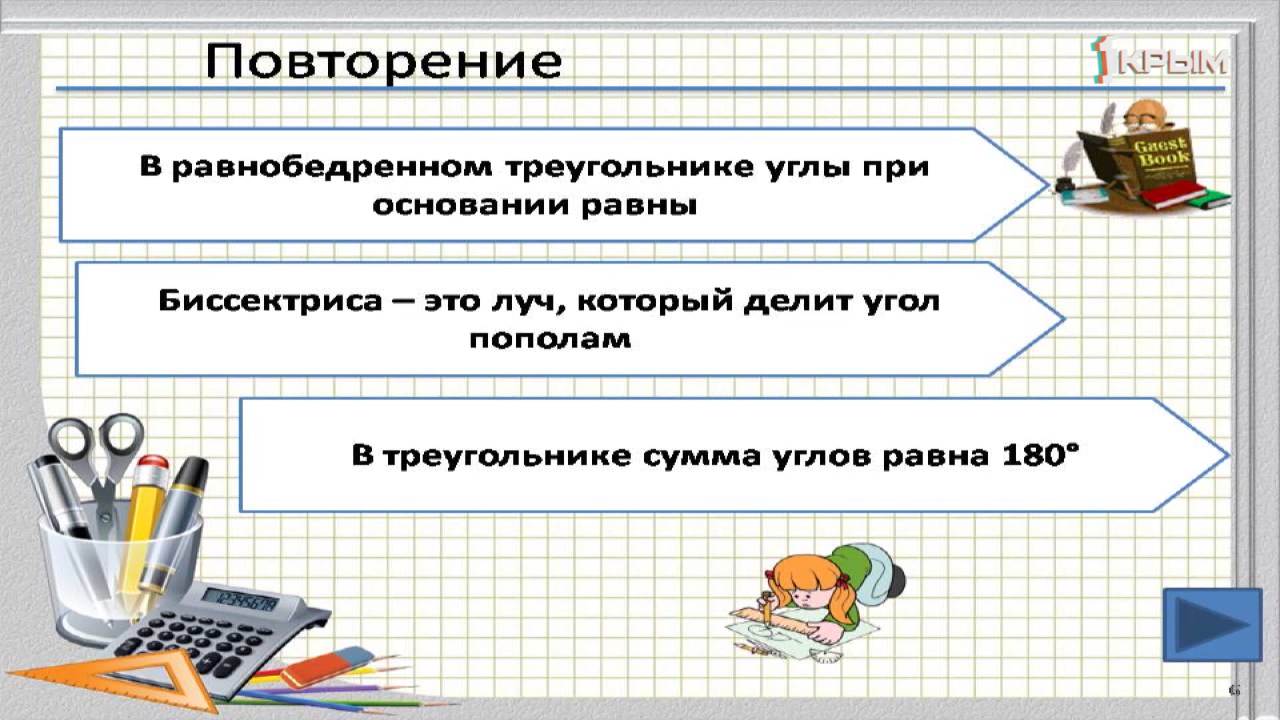 Повторение
1 КРЫМ
Guest
Book
В равнобедренном треугольнике углы при
основании равны
Биссектриса – это луч, который делит угол
пополам
В треугольнике сумма углов равна 180°